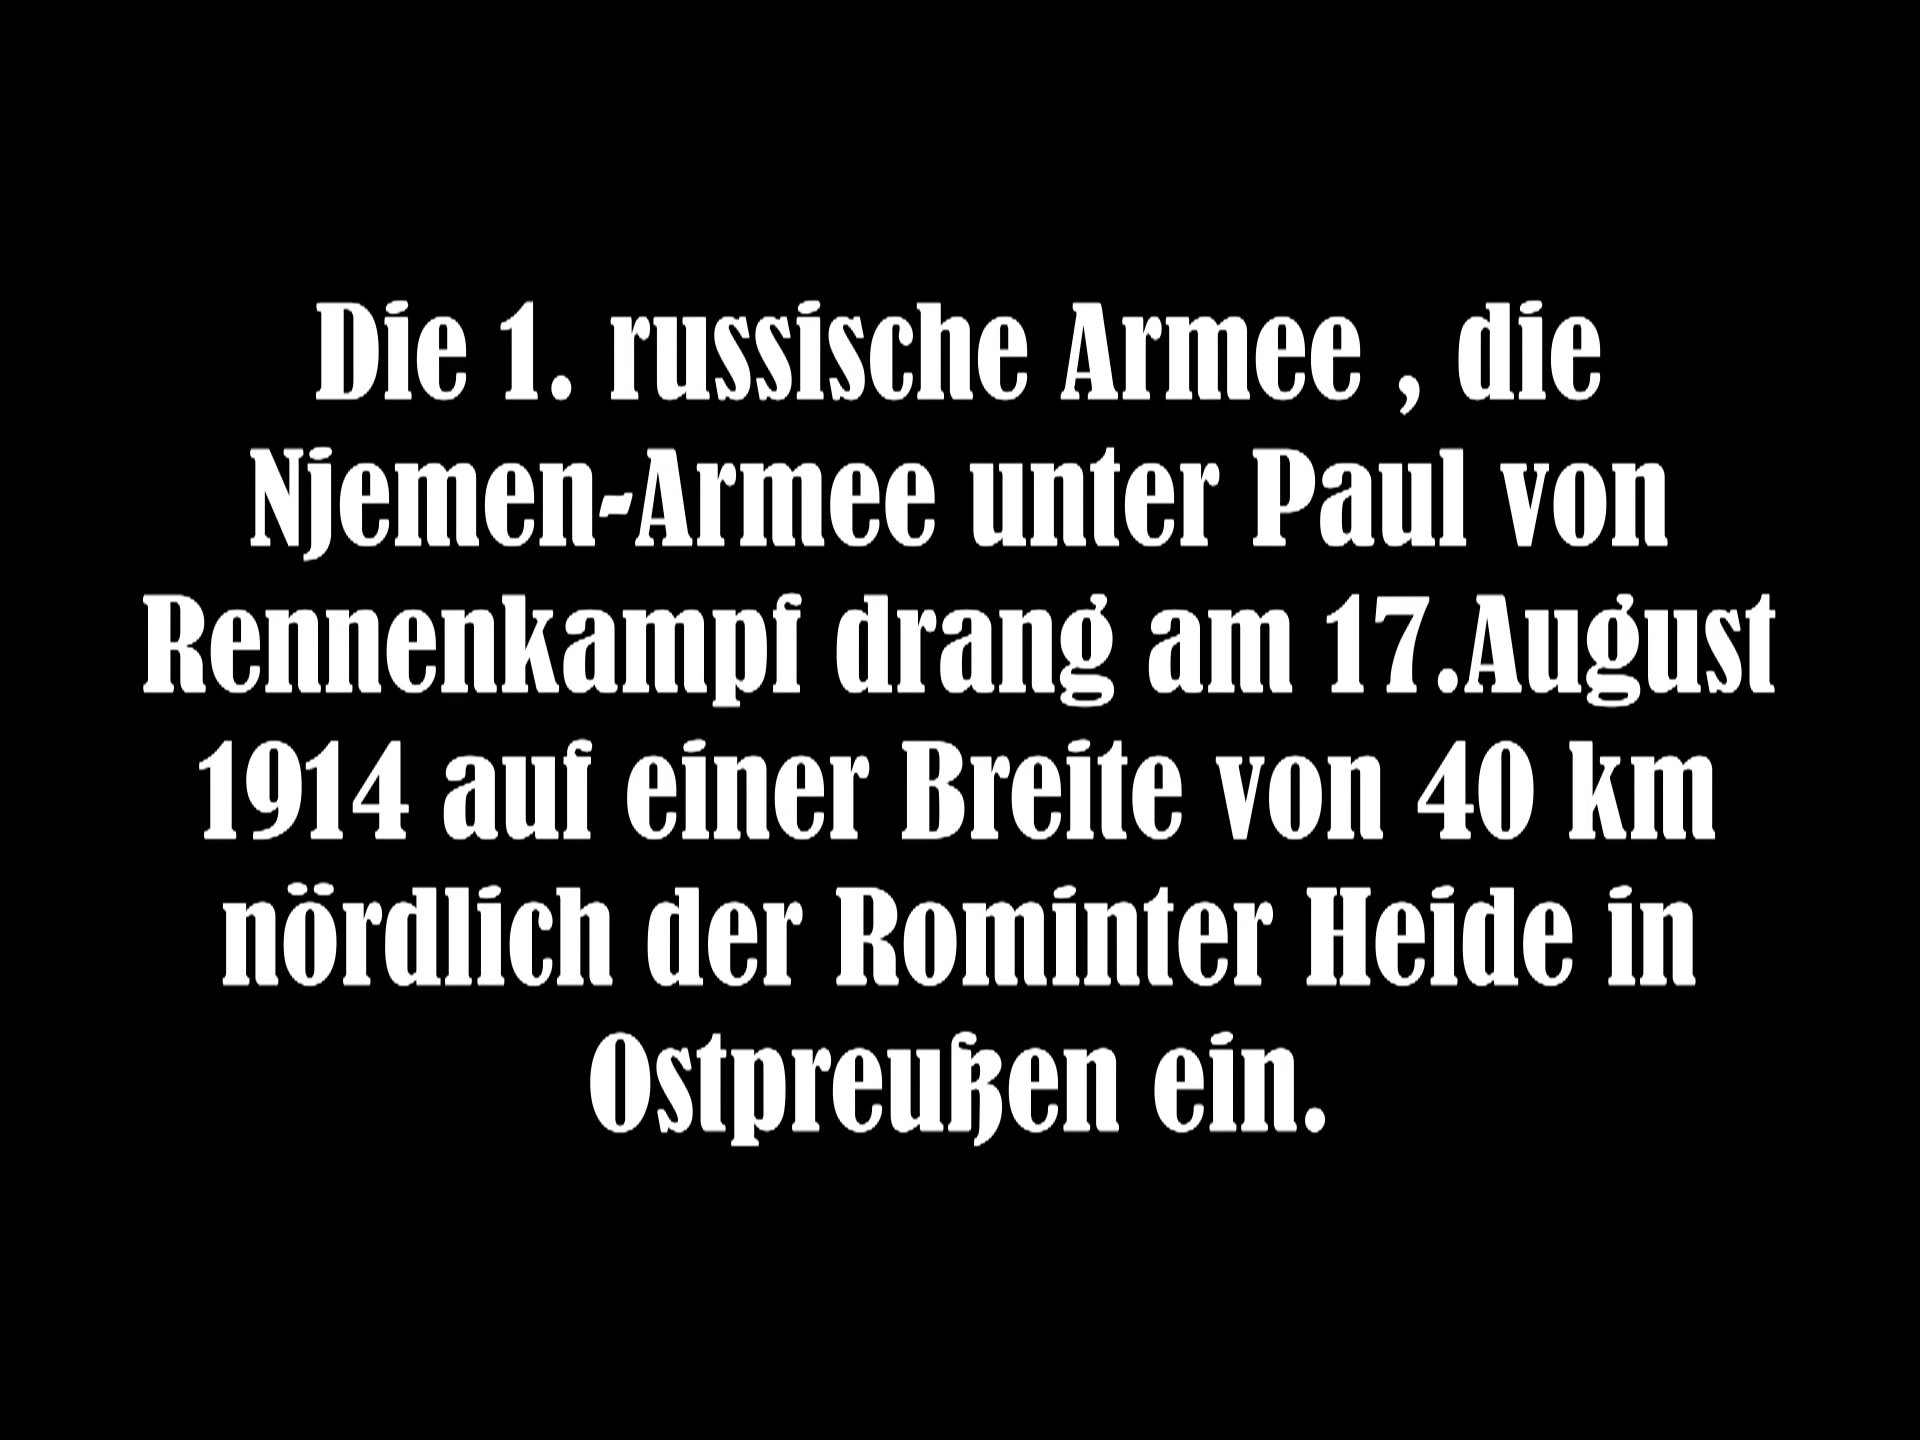 Die 1. russische Armee , die
Njemen-Armee unter Paul von
Rennenkampf drang am 17.August
1914 auf einer Breite von 40 km
nördlich der Rominter Heide in
Ostpreußen ein.